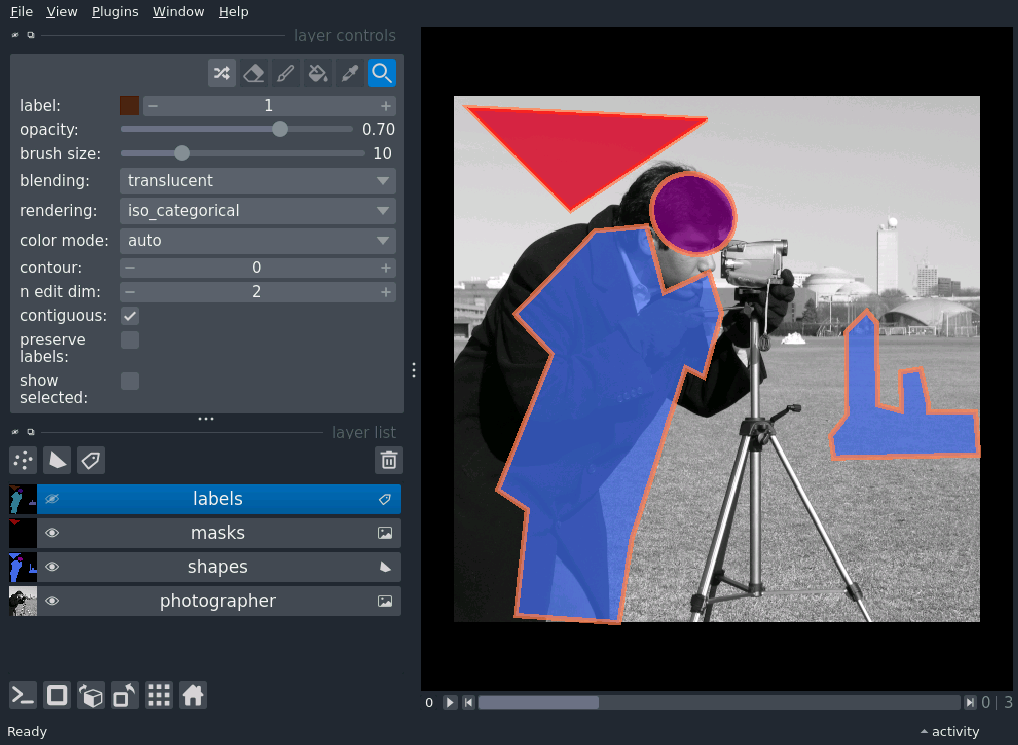 File View Plugins Window Help
layer controls
label: 1
opacity: 0.70
brush size: 10
blending: translucent
rendering: iso_categorical
color mode: auto
contour: 0
n edit dim: 2
contiguous:
preserve
labels:
show
selected:
layer list
labels
masks
shapes
photographer
0 0 | 3
Ready activity